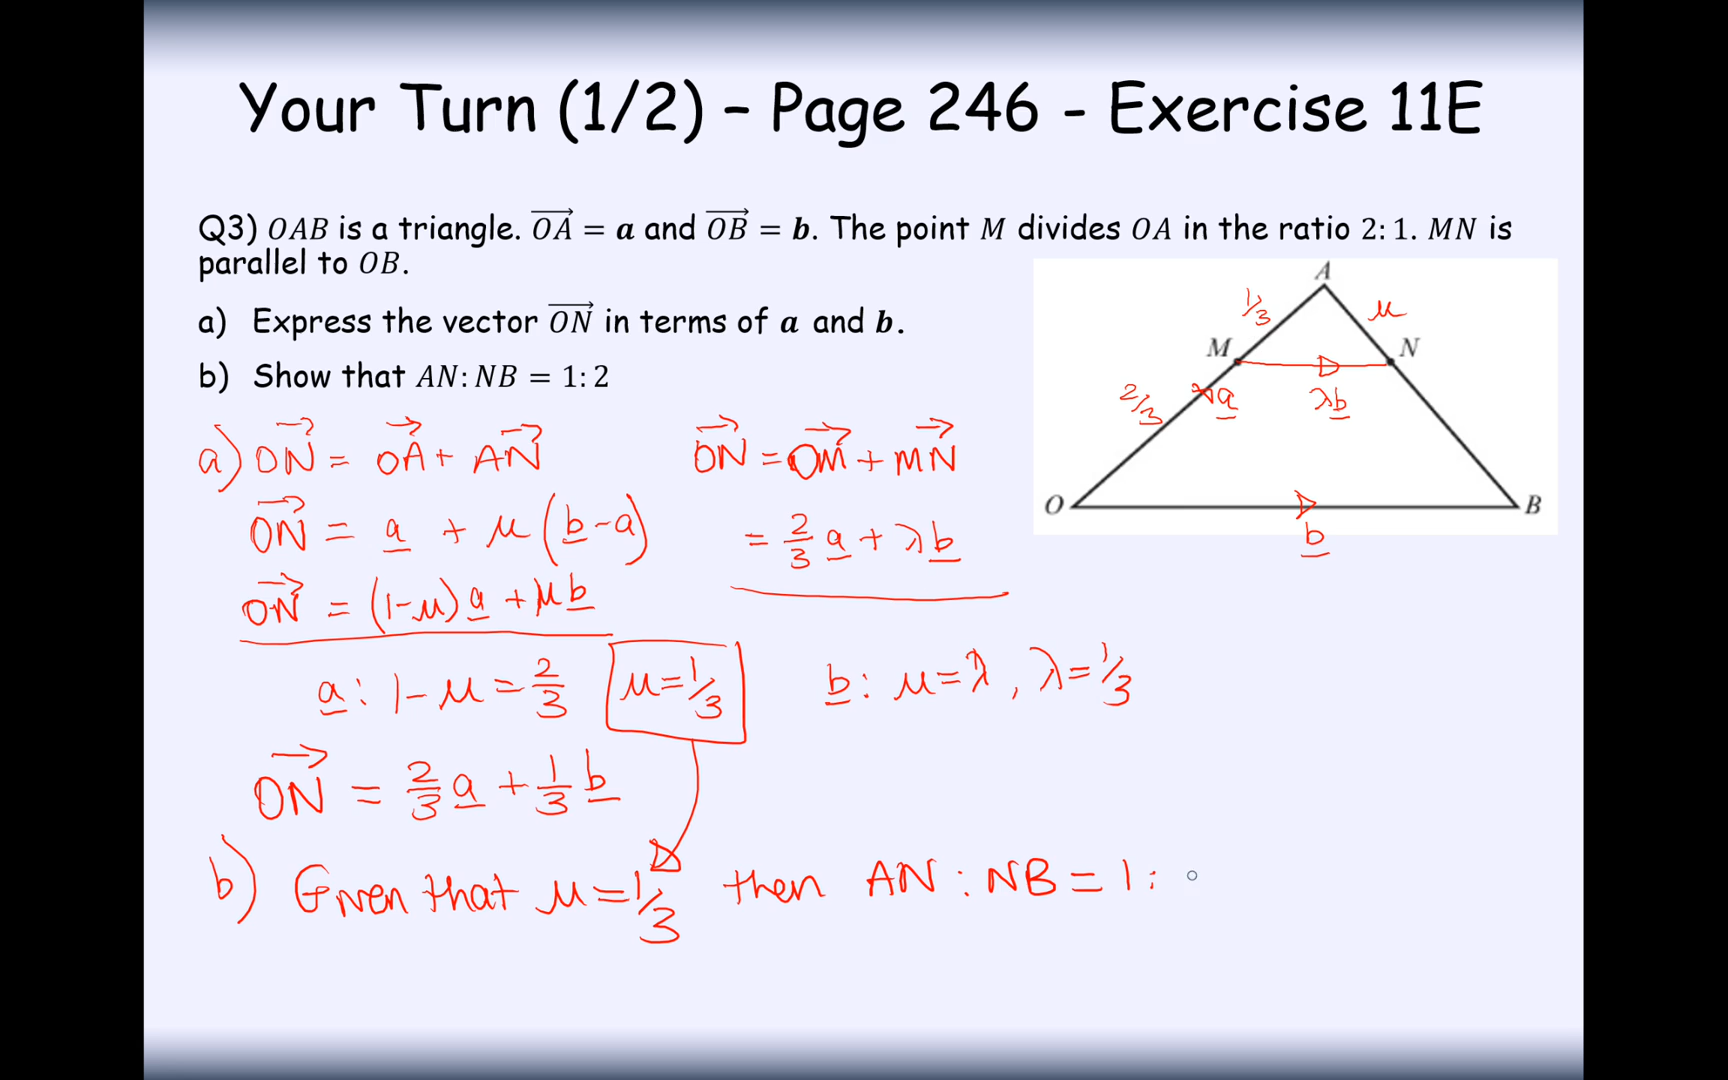 Your Turn (1/2) – Page 246 - Exercise 11E
Q3) OAB is a triangle. →OA = a and →OB = b. The point M divides OA in the ratio 2: 1. MN is
parallel to OB.
a) Express the vector →ON in terms of a and b.
b) Show that AN: NB = 1: 2
A
1/3
μ
M
N
2/3
a
λb
O
B
b
a) →ON = →OA + →AN
→ON = a + μ(b-a)
→ON = (1-μ)a + μb
→ON = →OM + →MN
= 2/3 a + λb
a: 1-μ = 2/3 μ = 1/3
b: μ = λ, λ = 1/3
→ON = 2/3 a + 1/3 b
b) Given that μ = 1/3 then AN : NB = 1 :